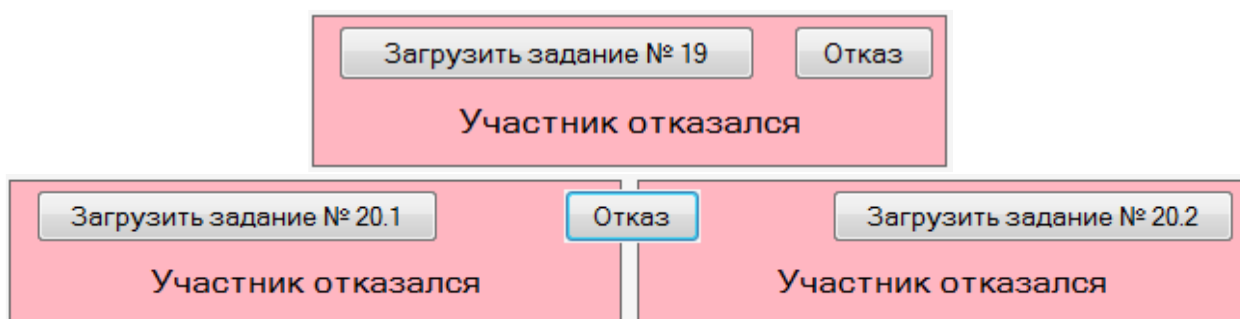 Загрузить задание № 19 Отказ
Участник отказался
Загрузить задание № 20.1 Отказ Загрузить задание № 20.2
Участник отказался Участник отказался